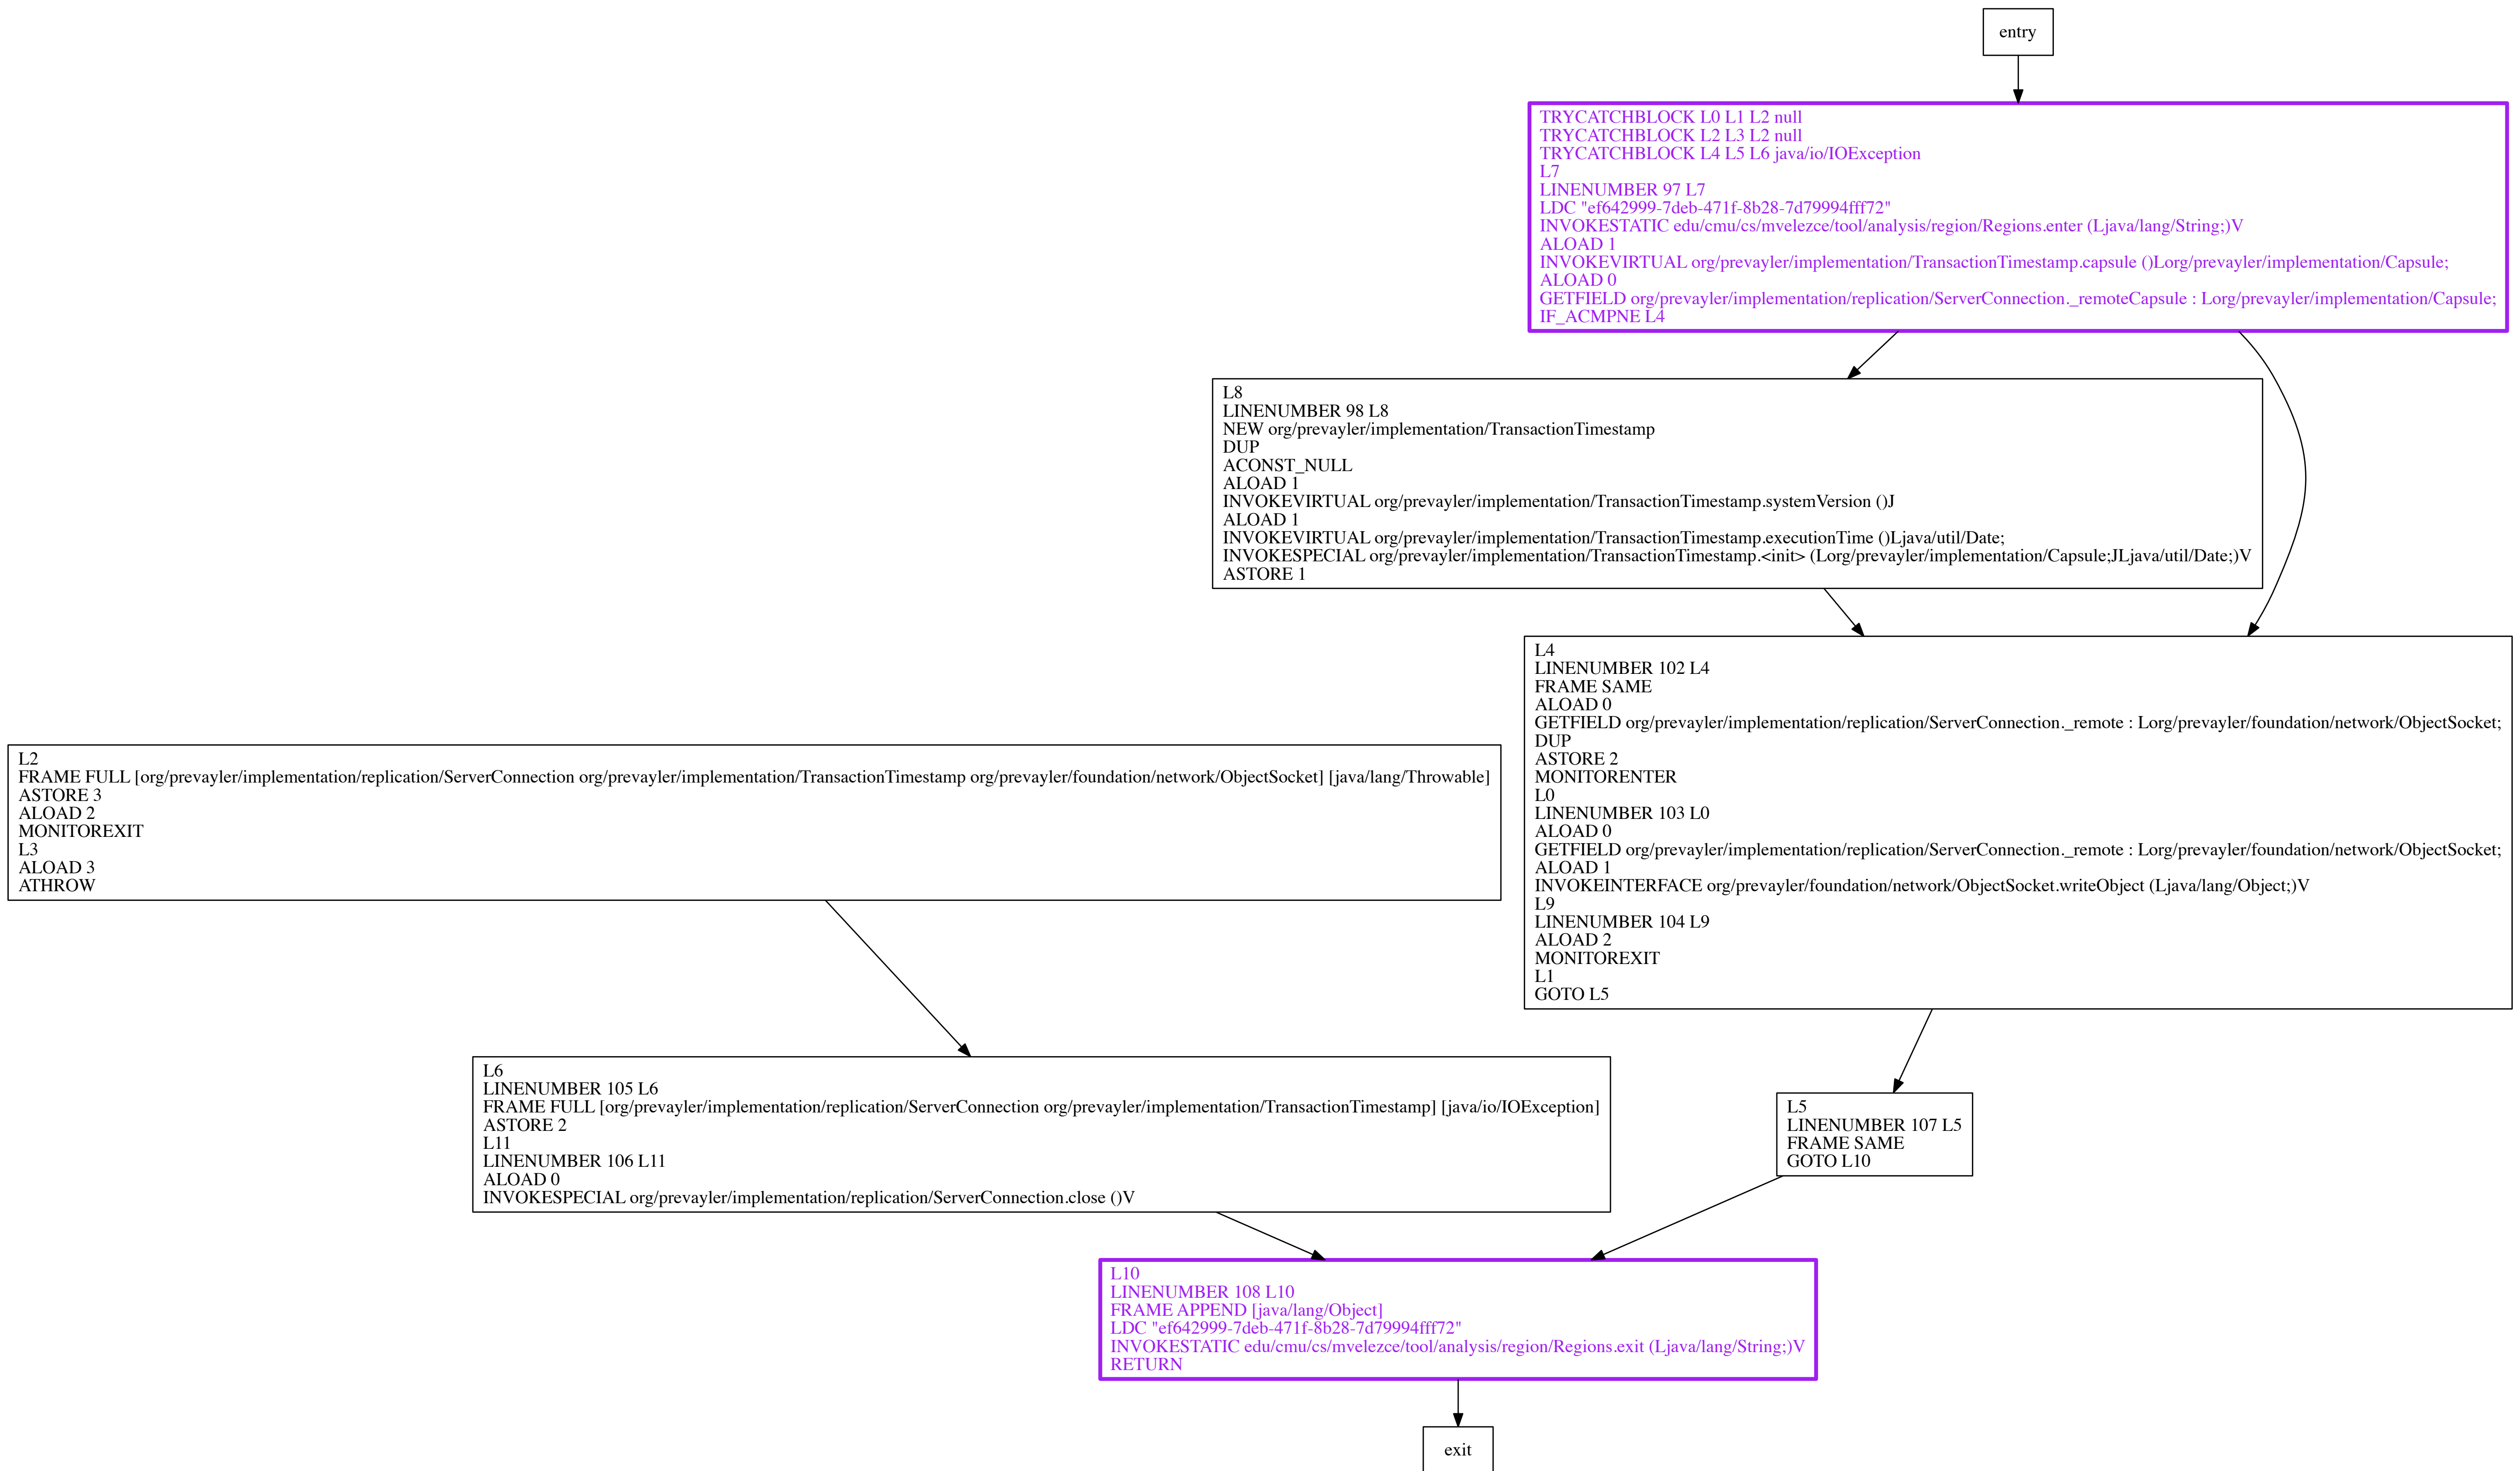 entry
TRYCATCHBLOCK L0 L1 L2 null
TRYCATCHBLOCK L2 L3 L2 null
TRYCATCHBLOCK L4 L5 L6 java/io/IOException
L7
LINENUMBER 97 L7
LDC "ef642999-7deb-471f-8b28-7d79994fff72"
INVOKESTATIC edu/cmu/cs/mvelezce/tool/analysis/region/Regions.enter (Ljava/lang/String;)V
ALOAD 1
INVOKEVIRTUAL org/prevayler/implementation/TransactionTimestamp.capsule ()Lorg/prevayler/implementation/Capsule;
ALOAD 0
GETFIELD org/prevayler/implementation/replication/ServerConnection._remoteCapsule : Lorg/prevayler/implementation/Capsule;
IF_ACMPNE L4
L8
LINENUMBER 98 L8
NEW org/prevayler/implementation/TransactionTimestamp
DUP
ACONST_NULL
ALOAD 1
INVOKEVIRTUAL org/prevayler/implementation/TransactionTimestamp.systemVersion ()J
ALOAD 1
INVOKEVIRTUAL org/prevayler/implementation/TransactionTimestamp.executionTime ()Ljava/util/Date;
INVOKESPECIAL org/prevayler/implementation/TransactionTimestamp.<init> (Lorg/prevayler/implementation/Capsule;JLjava/util/Date;)V
ASTORE 1
L4
LINENUMBER 102 L4
FRAME SAME
ALOAD 0
GETFIELD org/prevayler/implementation/replication/ServerConnection._remote : Lorg/prevayler/foundation/network/ObjectSocket;
DUP
ASTORE 2
MONITORENTER
L0
LINENUMBER 103 L0
ALOAD 0
GETFIELD org/prevayler/implementation/replication/ServerConnection._remote : Lorg/prevayler/foundation/network/ObjectSocket;
ALOAD 1
INVOKEINTERFACE org/prevayler/foundation/network/ObjectSocket.writeObject (Ljava/lang/Object;)V
L9
LINENUMBER 104 L9
ALOAD 2
MONITOREXIT
L1
GOTO L5
L2
FRAME FULL [org/prevayler/implementation/replication/ServerConnection org/prevayler/implementation/TransactionTimestamp org/prevayler/foundation/network/ObjectSocket] [java/lang/Throwable]
ASTORE 3
ALOAD 2
MONITOREXIT
L3
ALOAD 3
ATHROW
L6
LINENUMBER 105 L6
FRAME FULL [org/prevayler/implementation/replication/ServerConnection org/prevayler/implementation/TransactionTimestamp] [java/io/IOException]
ASTORE 2
L11
LINENUMBER 106 L11
ALOAD 0
INVOKESPECIAL org/prevayler/implementation/replication/ServerConnection.close ()V
L5
LINENUMBER 107 L5
FRAME SAME
GOTO L10
L10
LINENUMBER 108 L10
FRAME APPEND [java/lang/Object]
LDC "ef642999-7deb-471f-8b28-7d79994fff72"
INVOKESTATIC edu/cmu/cs/mvelezce/tool/analysis/region/Regions.exit (Ljava/lang/String;)V
RETURN
exit